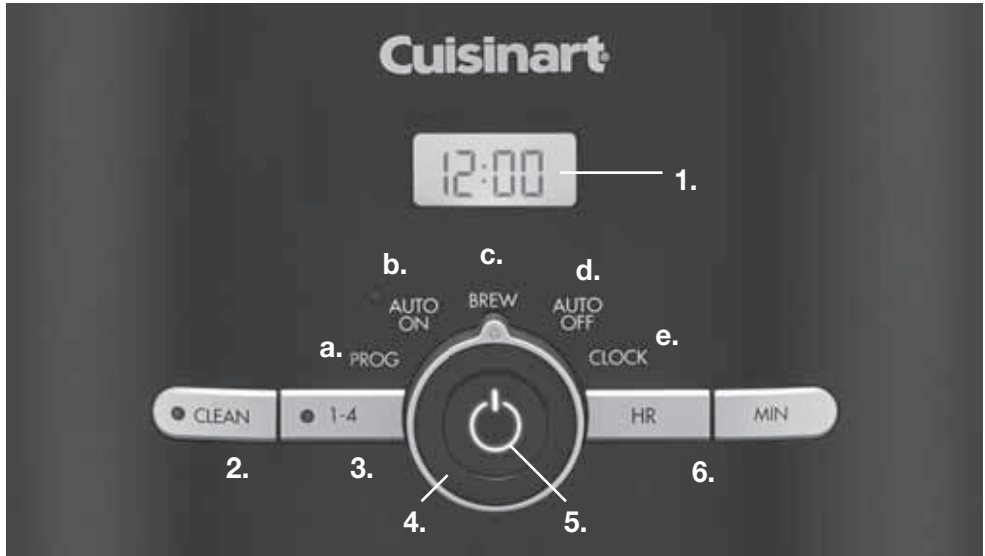 Cuisinart
12:00
1.
c.
b.
d.
AUTO ON
BREW
AUTO OFF
a.
PROG
CLOCK
e.
CLEAN
1-4
HR
MIN
2.
3.
6.
4.
5.